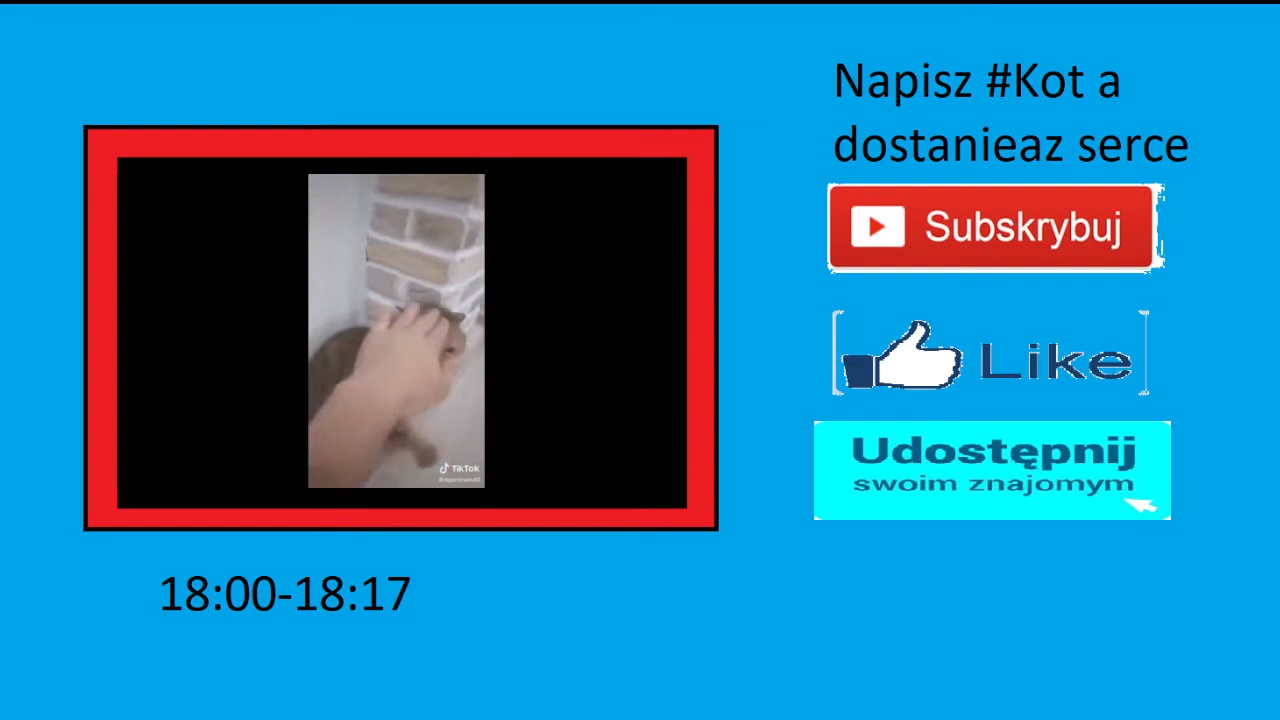 Napisz #Kot a
dostanieaz serce
Subskrybuj
Like
Udostępnij
swoim znajomym
TikTok
18:00-18:17